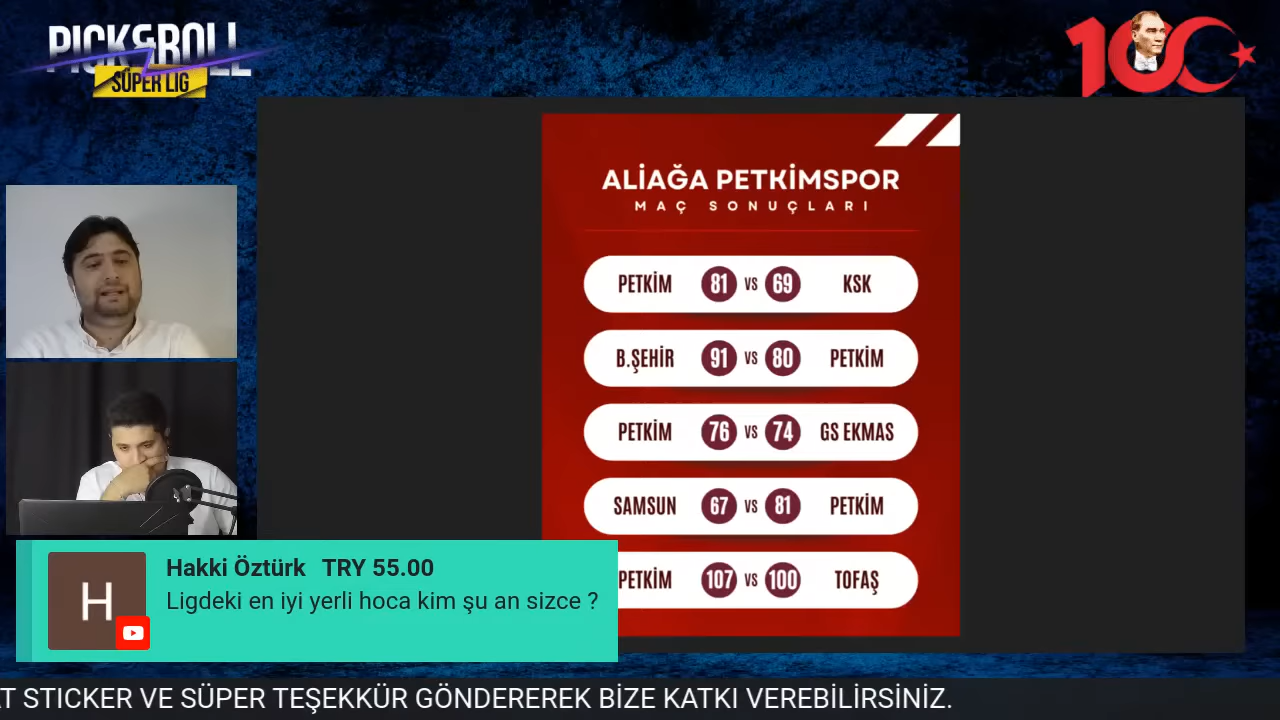 PICK&ROLL
SÜPER LIG
100
ALİAĞA PETKİMSPOR
MAÇ SONUÇLARI
PETKİM 81 VS 69 KSK
B.ŞEHİR 91 VS 80 PETKİM
PETKİM 76 VS 74 GS EKMAS
SAMSUN 67 VS 81 PETKİM
PETKİM 107 VS 100 TOFAŞ
H
Hakki Öztürk TRY 55.00
Ligdeki en iyi yerli hoca kim şu an sizce ?
STICKER VE SÜPER TEŞEKKÜR GÖNDEREREK BİZE KATKI VEREBİLİRSİNİZ.